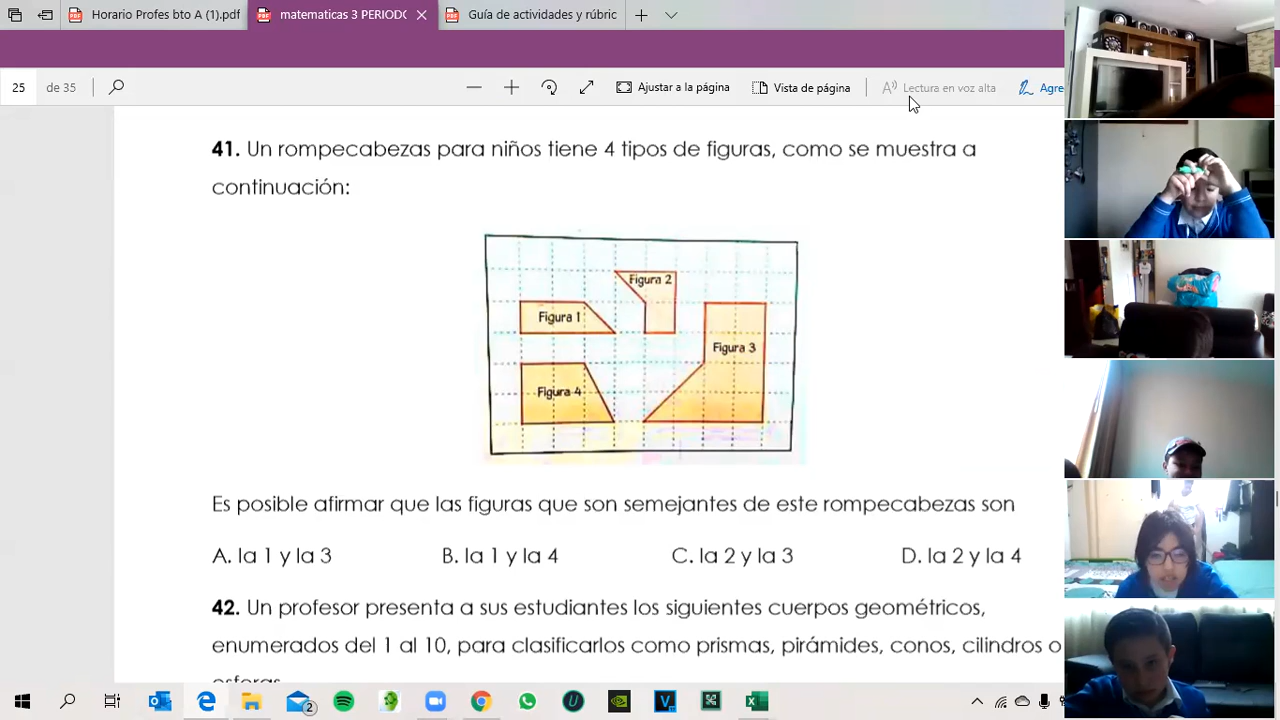 Horario Profes bto A (1).pdf
matematicas 3 PERIODO
Guía de actividades y rúbric
25
de 35
Ajustar a la página
Vista de página
Lectura en voz alta
Agre
41. Un rompecabezas para niños tiene 4 tipos de figuras, como se muestra a
continuación:
Figura 2
Figura 1
Figura 3
Figura 4
Es posible afirmar que las figuras que son semejantes de este rompecabezas son
A. la 1 y la 3
B. la 1 y la 4
C. la 2 y la 3
D. la 2 y la 4
42. Un profesor presenta a sus estudiantes los siguientes cuerpos geométricos,
enumerados del 1 al 10, para clasificarlos como prismas, pirámides, conos, cilindros o
esferas
2